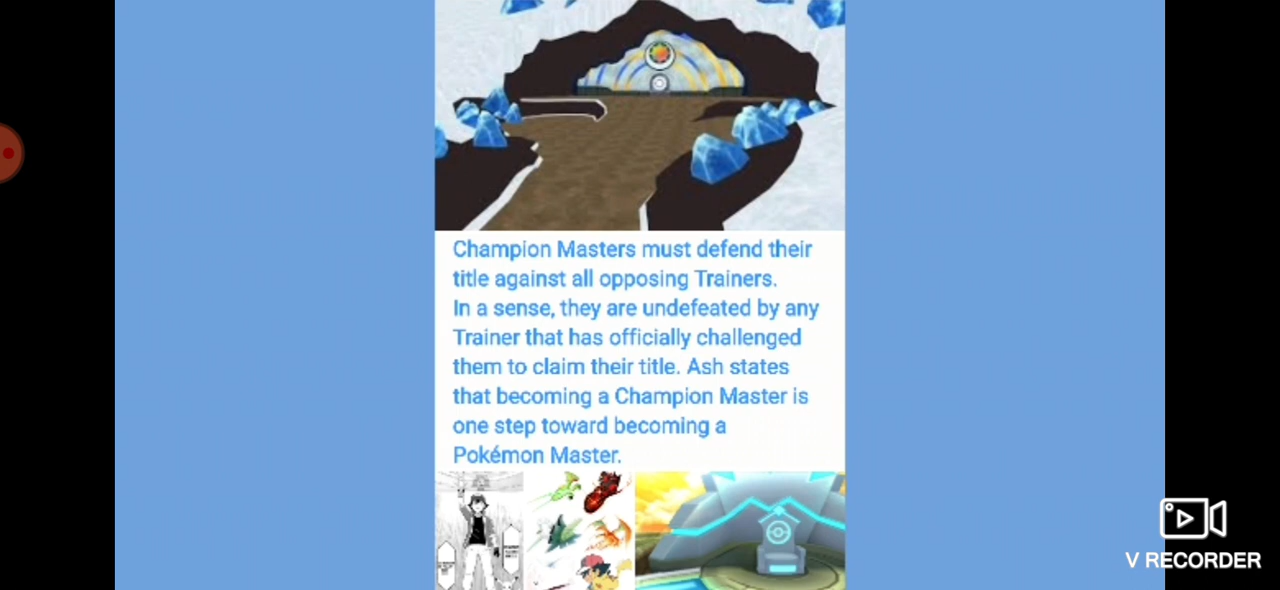 Champion Masters must defend their
title against all opposing Trainers.
In a sense, they are undefeated by any
Trainer that has officially challenged
them to claim their title. Ash states
that becoming a Champion Master is
one step toward becoming a
Pokémon Master.
V RECORDER